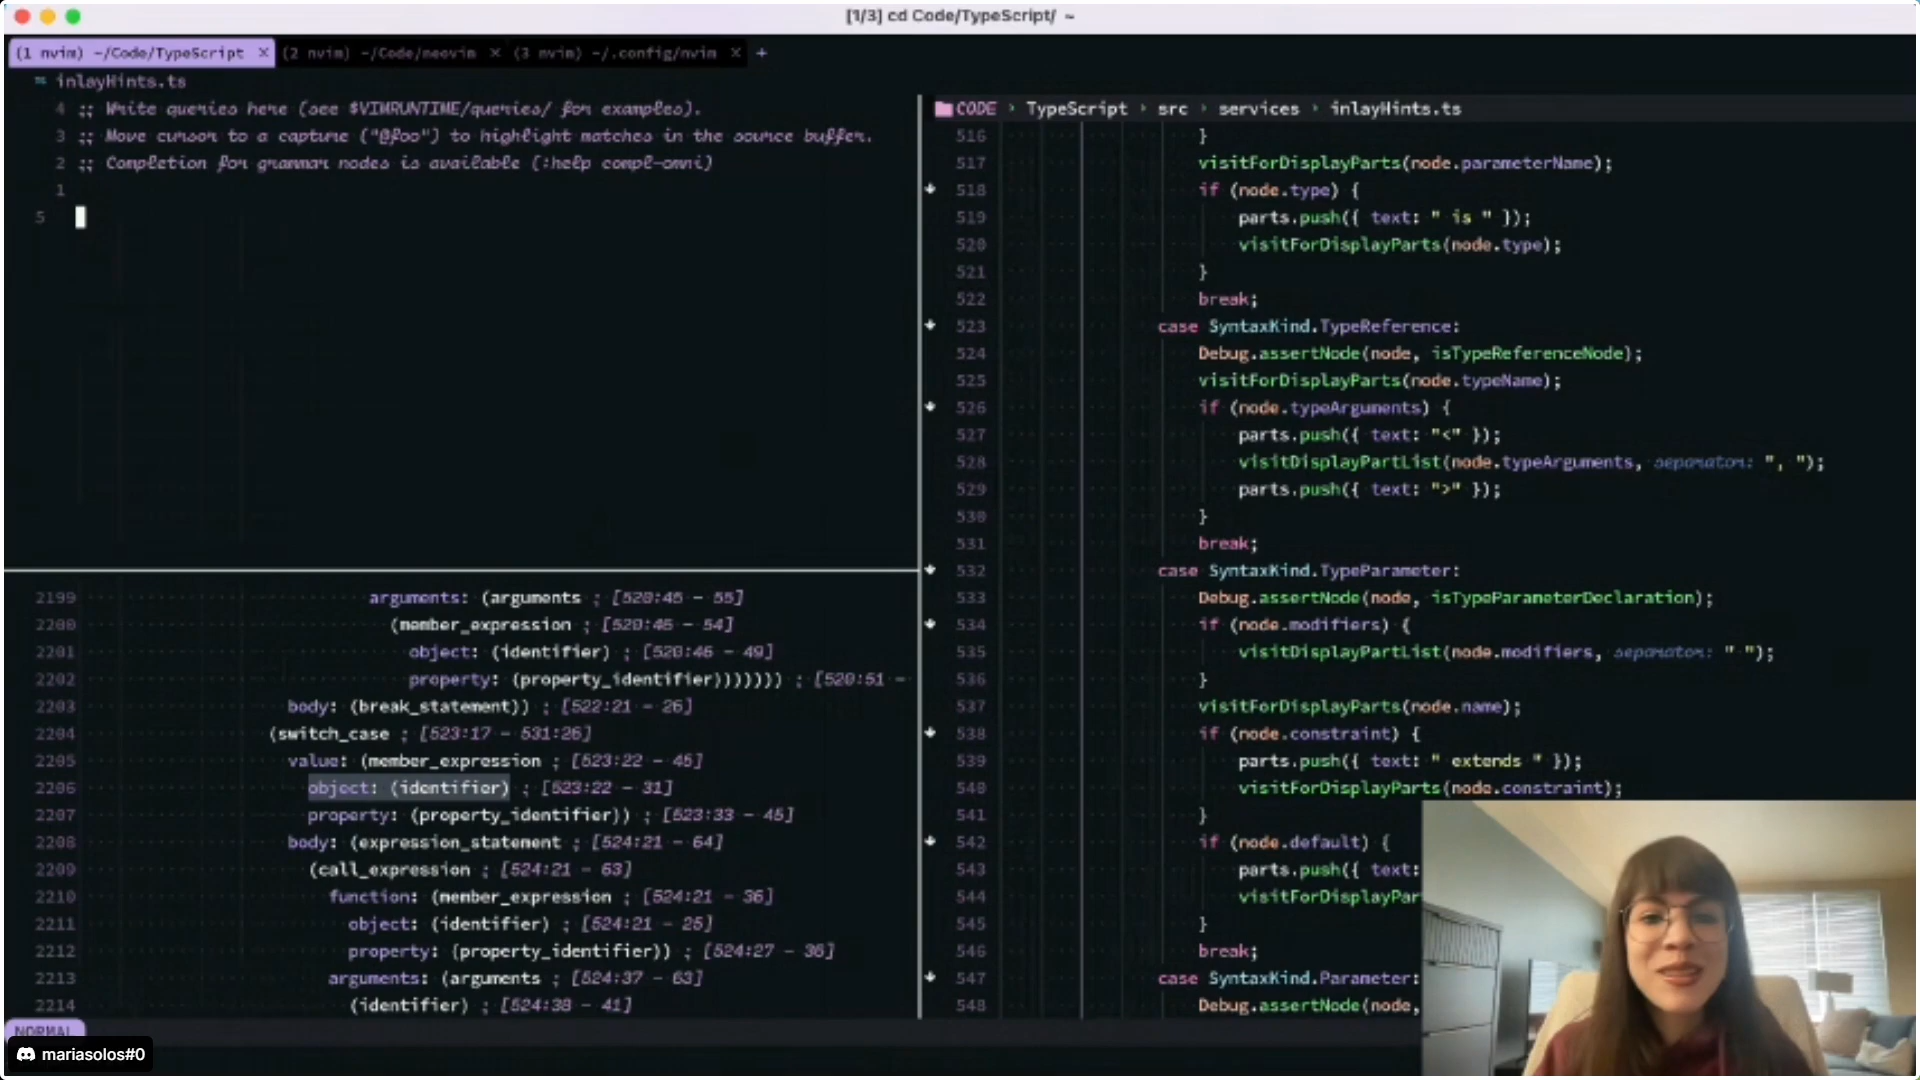 [1/3] cd Code/TypeScript/ ~
(1 nvim) ~/Code/TypeScript × (2 nvim) ~/Code/neovim × (3 nvim) ~/.config/nvim × +
inlayHints.ts
4 ;; Write queries here (see $VIMRUNTIME/queries/ for examples).
3 ;; Move cursor to a capture ("@foo") to highlight matches in the source buffer.
2 ;; Completion for grammar nodes is available (:help compl-omni)
1
5
2199 arguments: (arguments ; [520:45 - 55]
2200 (member_expression ; [520:46 - 54]
2201 object: (identifier) ; [520:46 - 49]
2202 property: (property_identifier))))))) ; [520:51 -
2203 body: (break_statement)) ; [522:21 - 26]
2204 (switch_case ; [523:17 - 531:26]
2205 value: (member_expression ; [523:22 - 45]
2206 object: (identifier) ; [523:22 - 31]
2207 property: (property_identifier)) ; [523:33 - 45]
2208 body: (expression_statement ; [524:21 - 64]
2209 (call_expression ; [524:21 - 63]
2210 function: (member_expression ; [524:21 - 36]
2211 object: (identifier) ; [524:21 - 25]
2212 property: (property_identifier)) ; [524:27 - 36]
2213 arguments: (arguments ; [524:37 - 63]
2214 (identifier) ; [524:38 - 41]
NORMAL
CODE › TypeScript › src › services › inlayHints.ts
516 }
517 visitForDisplayParts(node.parameterName);
518 if (node.type) {
519 parts.push({ text: " is " });
520 visitForDisplayParts(node.type);
521 }
522 break;
523 case SyntaxKind.TypeReference:
524 Debug.assertNode(node, isTypeReferenceNode);
525 visitForDisplayParts(node.typeName);
526 if (node.typeArguments) {
527 parts.push({ text: "<" });
528 visitDisplayPartList(node.typeArguments, separator: ", ");
529 parts.push({ text: ">" });
530 }
531 break;
532 case SyntaxKind.TypeParameter:
533 Debug.assertNode(node, isTypeParameterDeclaration);
534 if (node.modifiers) {
535 visitDisplayPartList(node.modifiers, separator: " ");
536 }
537 visitForDisplayParts(node.name);
538 if (node.constraint) {
539 parts.push({ text: " extends " });
540 visitForDisplayParts(node.constraint);
541 }
542 if (node.default) {
543 parts.push({ text:
544 visitForDisplayPar
545 }
546 break;
547 case SyntaxKind.Parameter:
548 Debug.assertNode(node,
mariasolos#0